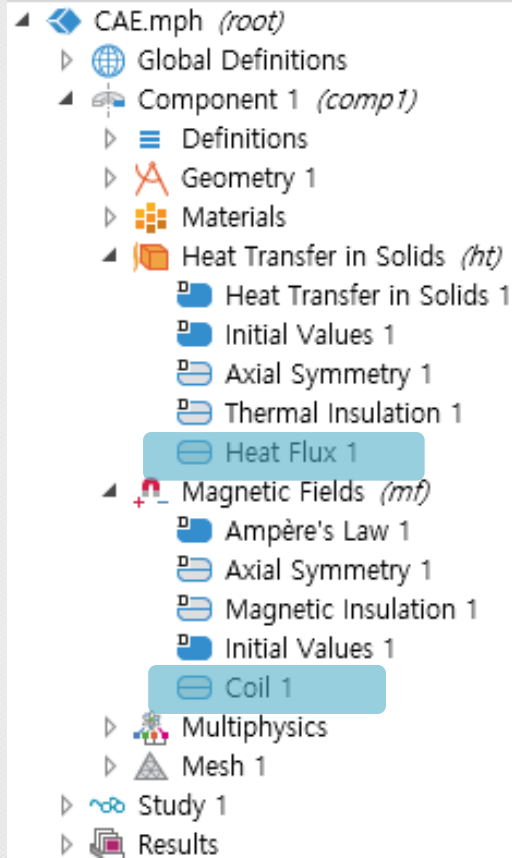 CAE.mph (root)
Global Definitions
Component 1 (comp1)
Definitions
Geometry 1
Materials
Heat Transfer in Solids (ht)
Heat Transfer in Solids 1
Initial Values 1
Axial Symmetry 1
Thermal Insulation 1
Heat Flux 1
Magnetic Fields (mf)
Ampère's Law 1
Axial Symmetry 1
Magnetic Insulation 1
Initial Values 1
Coil 1
Multiphysics
Mesh 1
Study 1
Results